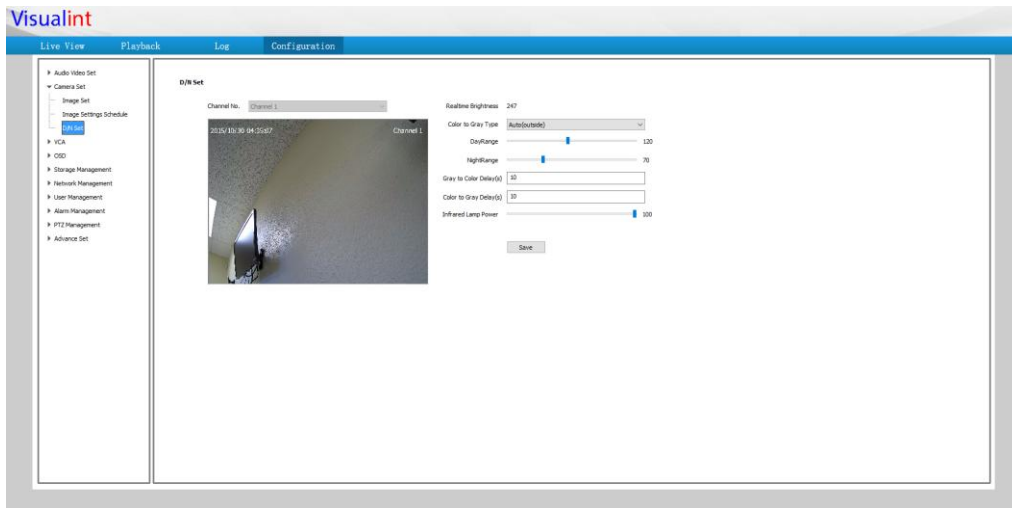 Visualint
Live View Playback Log Configuration
Audio Video Set
Camera Set
Image Set
Image Settings Schedule
D/N Set
VCA
OSD
Storage Management
Network Management
User Management
Alarm Management
PTZ Management
Advance Set
D/N Set
Channel No. Channel 1
2015/10/30 04:15:07 Channel 1
Realtime Brightness 247
Color to Gray Type Auto(outside)
DayRange 120
NightRange 70
Gray to Color Delay(s) 10
Color to Gray Delay(s) 10
Infrared Lamp Power 100
Save